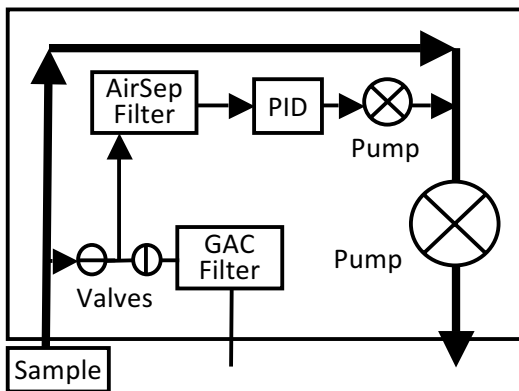 AirSep
Filter
PID
Pump
GAC
Filter
Pump
Valves
Sample